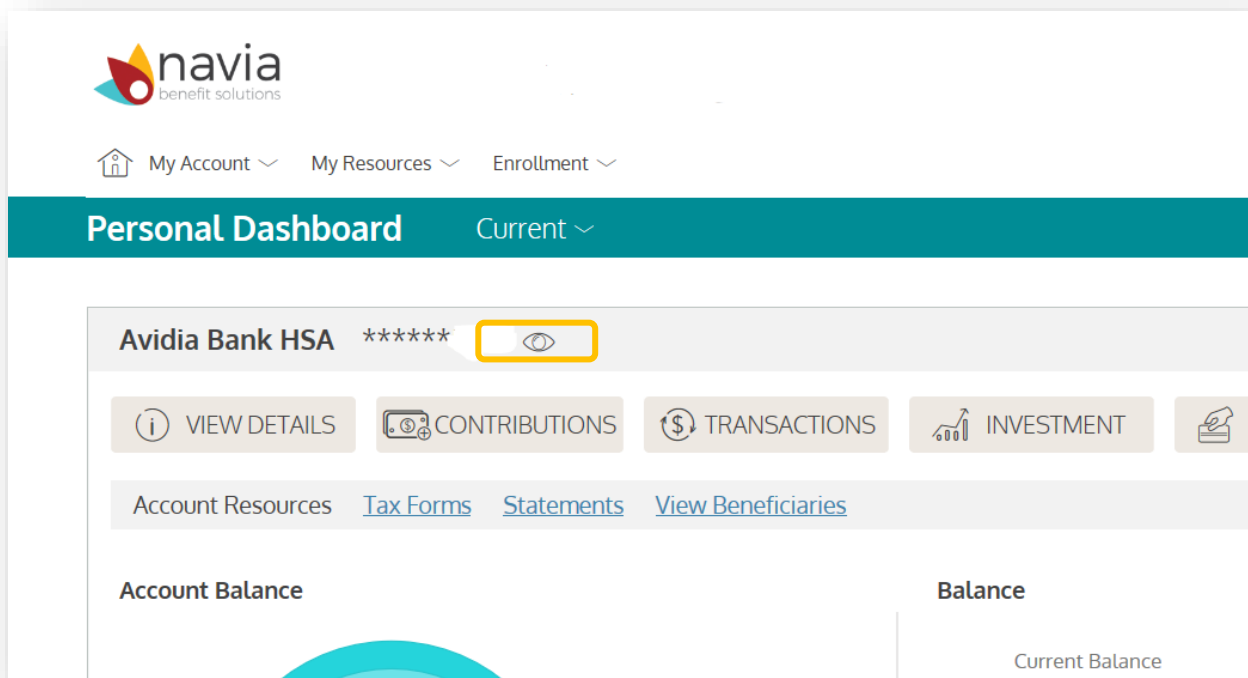 navia
benefit solutions
My Account My Resources Enrollment
Personal Dashboard Current
Avidia Bank HSA ******
VIEW DETAILS CONTRIBUTIONS TRANSACTIONS INVESTMENT
Account Resources Tax Forms Statements View Beneficiaries
Account Balance Balance
Current Balance